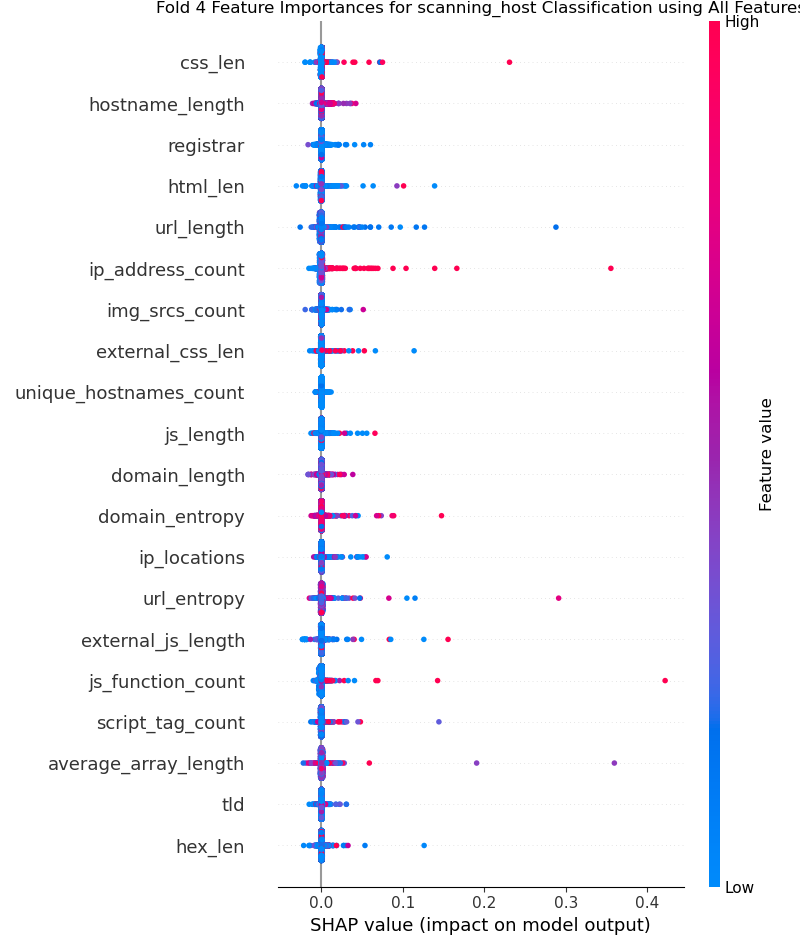 Fold 4 Feature Importances for scanning_host Classification using All Features
High
css_len
hostname_length
registrar
html_len
url_length
ip_address_count
img_srcs_count
external_css_len
unique_hostnames_count
js_length
domain_length
domain_entropy
ip_locations
url_entropy
external_js_length
js_function_count
script_tag_count
average_array_length
tld
hex_len
Feature value
Low
0.0 0.1 0.2 0.3 0.4
SHAP value (impact on model output)